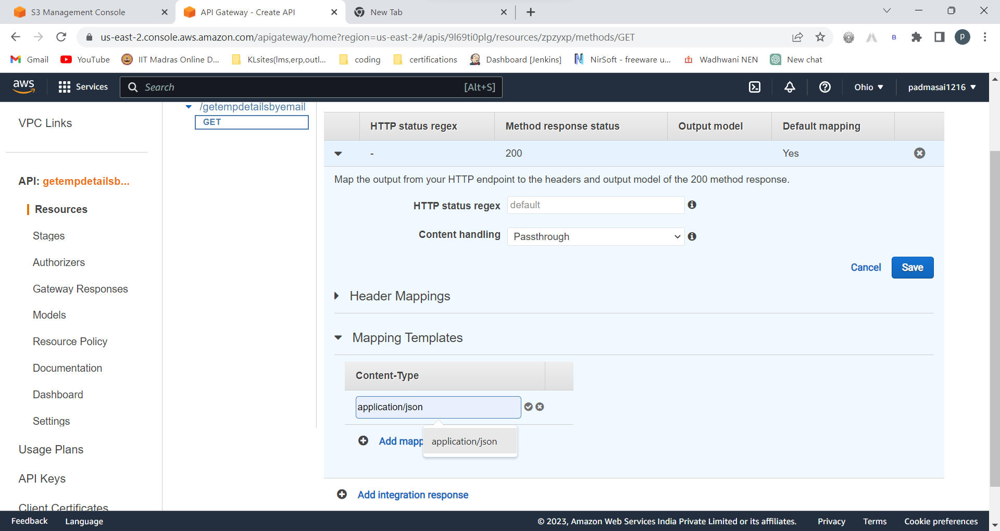 S3 Management Console
API Gateway - Create API
New Tab
us-east-2.console.aws.amazon.com/apigateway/home?region=us-east-2#/apis/9l69ti0plg/resources/zpzyxp/methods/GET
B
p
Gmail
YouTube
IIT Madras Online D...
KLsites(lms,erp,outl...
coding
certifications
Dashboard [Jenkins]
NirSoft - freeware u...
Wadhwani NEN
New chat
aws
Services
Search
[Alt+S]
Ohio
padmasai1216
VPC Links
API: getempdetailsb...
Resources
Stages
Authorizers
Gateway Responses
Models
Resource Policy
Documentation
Dashboard
Settings
Usage Plans
API Keys
Client Certificates
/getempdetailsbyemail
GET
HTTP status regex Method response status Output model Default mapping
- 200 Yes
Map the output from your HTTP endpoint to the headers and output model of the 200 method response.
HTTP status regex default
Content handling Passthrough
Cancel Save
Header Mappings
Mapping Templates
Content-Type
application/json
Add mapp
application/json
Add integration response
Feedback Language © 2023, Amazon Web Services India Private Limited or its affiliates. Privacy Terms Cookie preferences